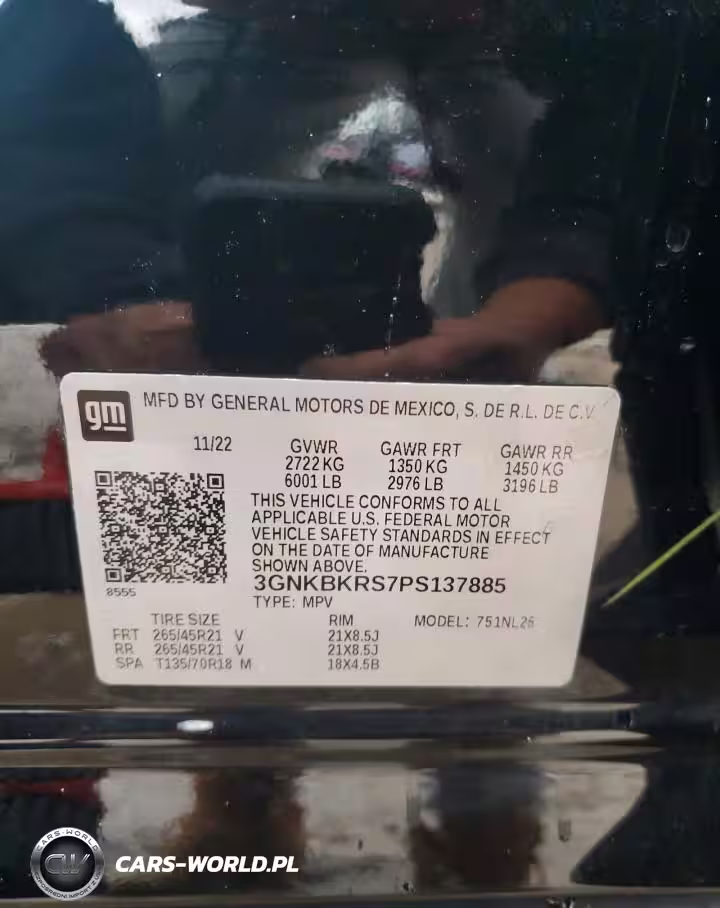 gm
MFD BY GENERAL MOTORS DE MEXICO, S. DE R.L. DE C.V.
11/22
GVWR GAWR FRT GAWR RR
2722 KG 1350 KG 1450 KG
6001 LB 2976 LB 3196 LB
THIS VEHICLE CONFORMS TO ALL
APPLICABLE U.S. FEDERAL MOTOR
VEHICLE SAFETY STANDARDS IN EFFECT
ON THE DATE OF MANUFACTURE
SHOWN ABOVE.
8555
3GNKBKRS7PS137885
TYPE: MPV
TIRE SIZE RIM MODEL: 751NL26
FRT 265/45R21 V 21X8.5J
RR 265/45R21 V 21X8.5J
SPA T135/70R18 M 18X4.5B
CARS-WORLD
CW
CARS-WORLD.PL